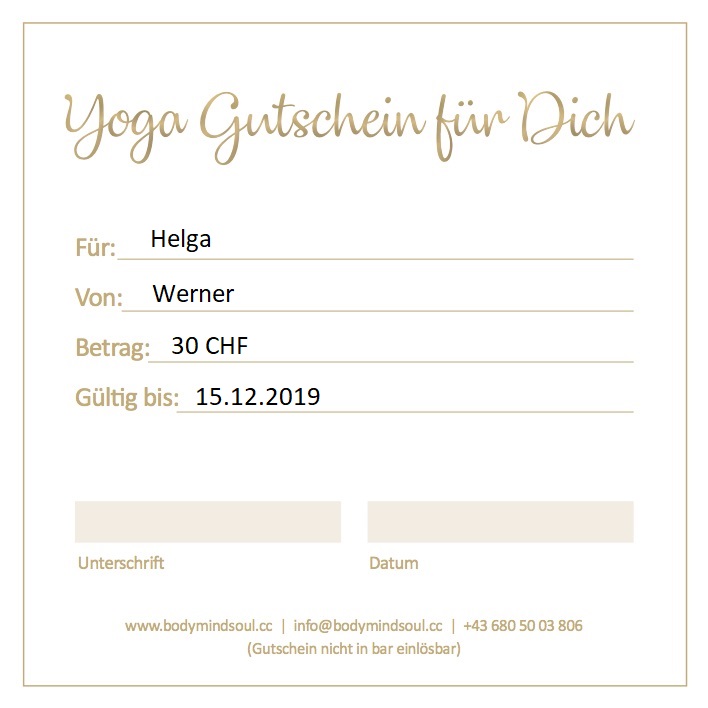 Yoga Gutschein für Dich
Für: Helga
Von: Werner
Betrag: 30 CHF
Gültig bis: 15.12.2019
Unterschrift Datum
www.bodymindsoul.cc | info@bodymindsoul.cc | +43 680 50 03 806
(Gutschein nicht in bar einlösbar)